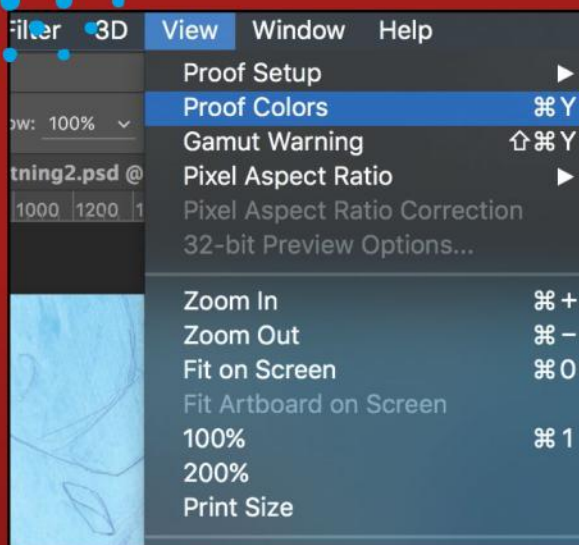 Filter 3D View Window Help
Proof Setup ▶
ow: 100% Proof Colors ⌘Y
Gamut Warning ⇧⌘Y
tning2.psd @ Pixel Aspect Ratio ▶
1000 1200 1 Pixel Aspect Ratio Correction
32-bit Preview Options...
Zoom In ⌘+
Zoom Out ⌘−
Fit on Screen ⌘0
Fit Artboard on Screen
100% ⌘1
200%
Print Size